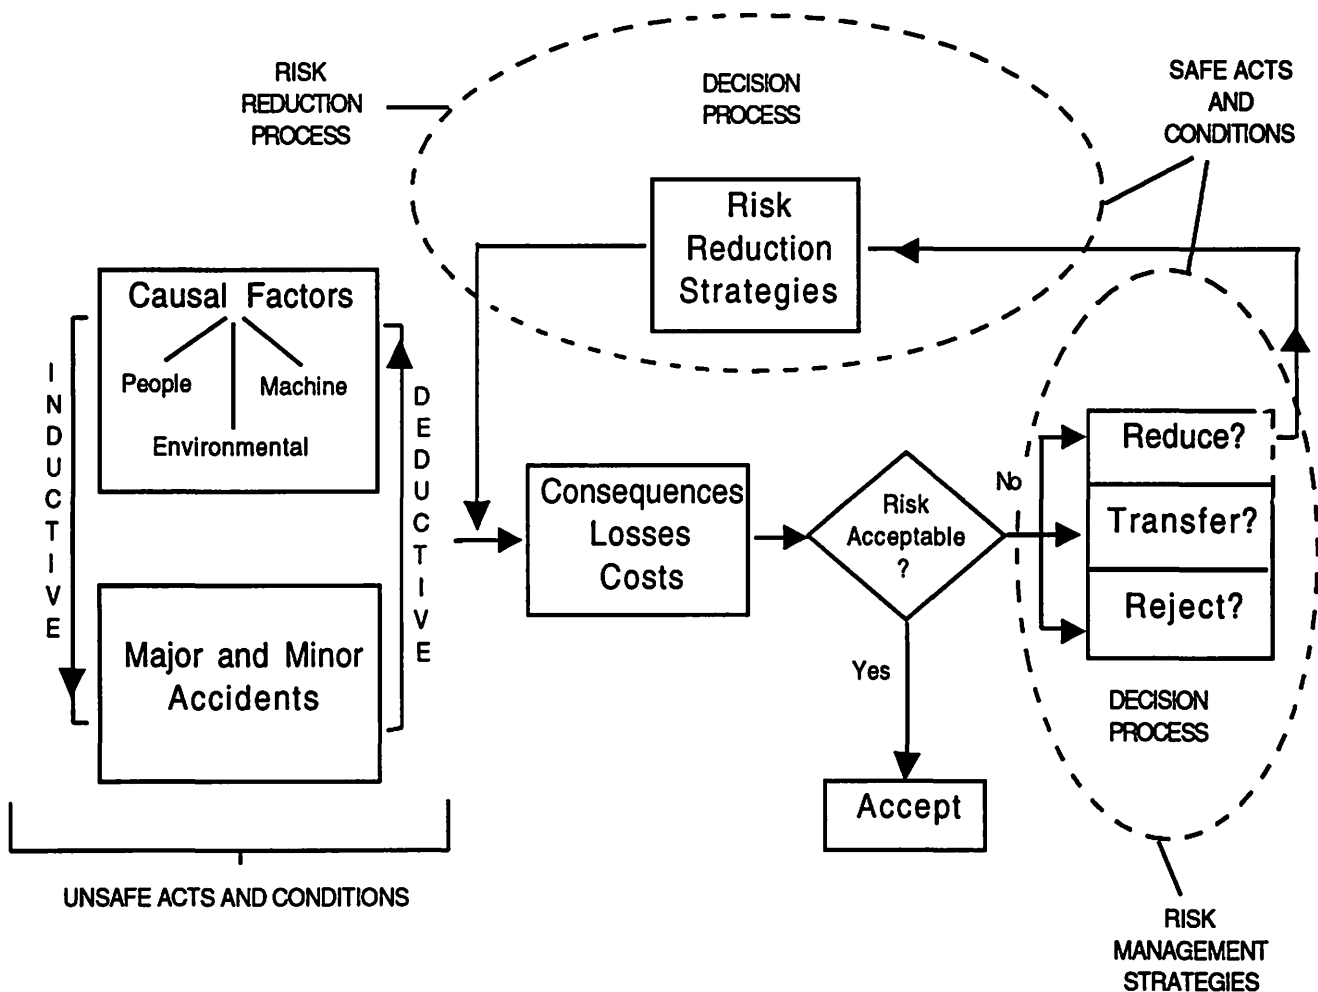 RISK
REDUCTION
PROCESS
DECISION
PROCESS
SAFE ACTS
AND
CONDITIONS
Risk
Reduction
Strategies
Causal Factors
People
Machine
Environmental
INDUCTIVE
DEDUCTIVE
Major and Minor
Accidents
UNSAFE ACTS AND CONDITIONS
Consequences
Losses
Costs
Risk
Acceptable
?
No
Yes
Accept
Reduce?
Transfer?
Reject?
DECISION
PROCESS
RISK
MANAGEMENT
STRATEGIES